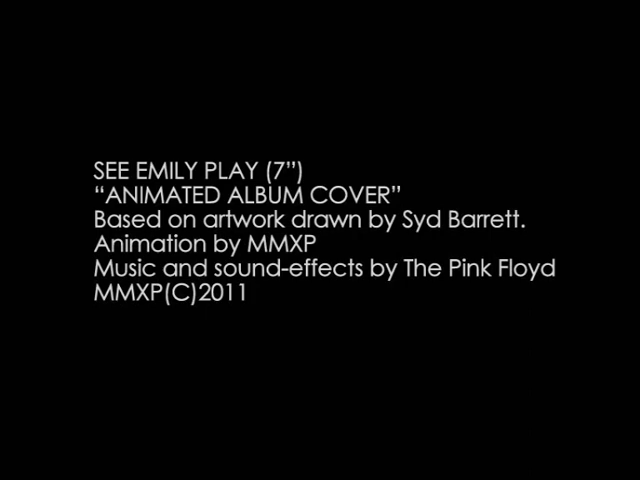 SEE EMILY PLAY (7”)
“ANIMATED ALBUM COVER”
Based on artwork drawn by Syd Barrett.
Animation by MMXP
Music and sound-effects by The Pink Floyd
MMXP(C)2011